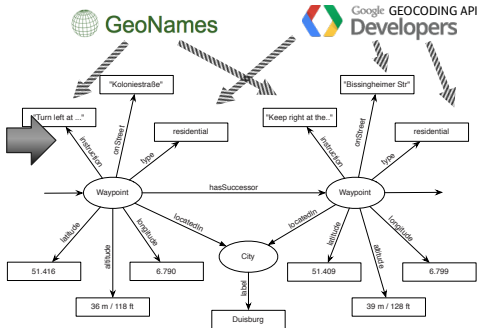 GeoNames
Google GEOCODING API
Developers
"Koloniestraße"
"Bissingheimer Str"
"Turn left at ..."
residential
"Keep right at the.."
residential
instruction
onStreet
type
instruction
onStreet
type
Waypoint
hasSuccessor
Waypoint
latitude
altitude
longitude
locatedIn
locatedIn
latitude
altitude
longitude
City
51.416
6.790
51.409
6.799
label
36 m / 118 ft
39 m / 128 ft
Duisburg